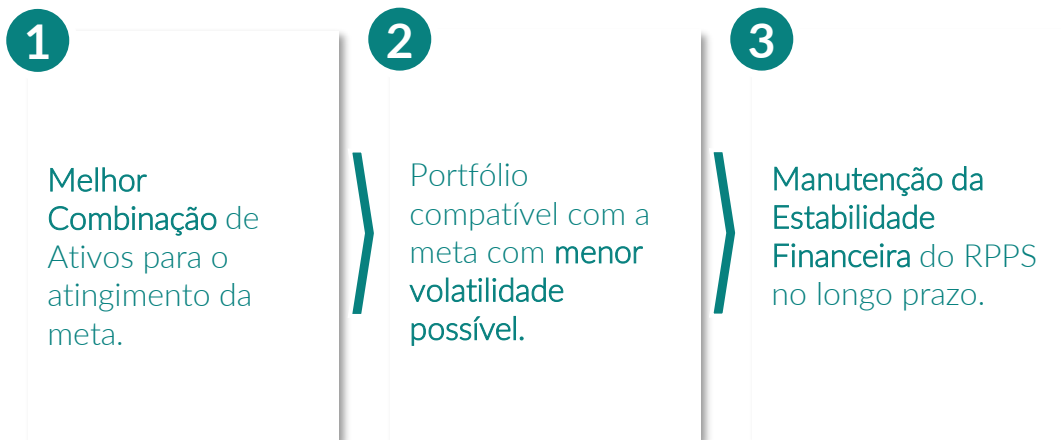 1
Melhor
Combinação de
Ativos para o
atingimento da
meta.
2
Portfólio
compatível com a
meta com menor
volatilidade
possível.
3
Manutenção da
Estabilidade
Financeira do RPPS
no longo prazo.